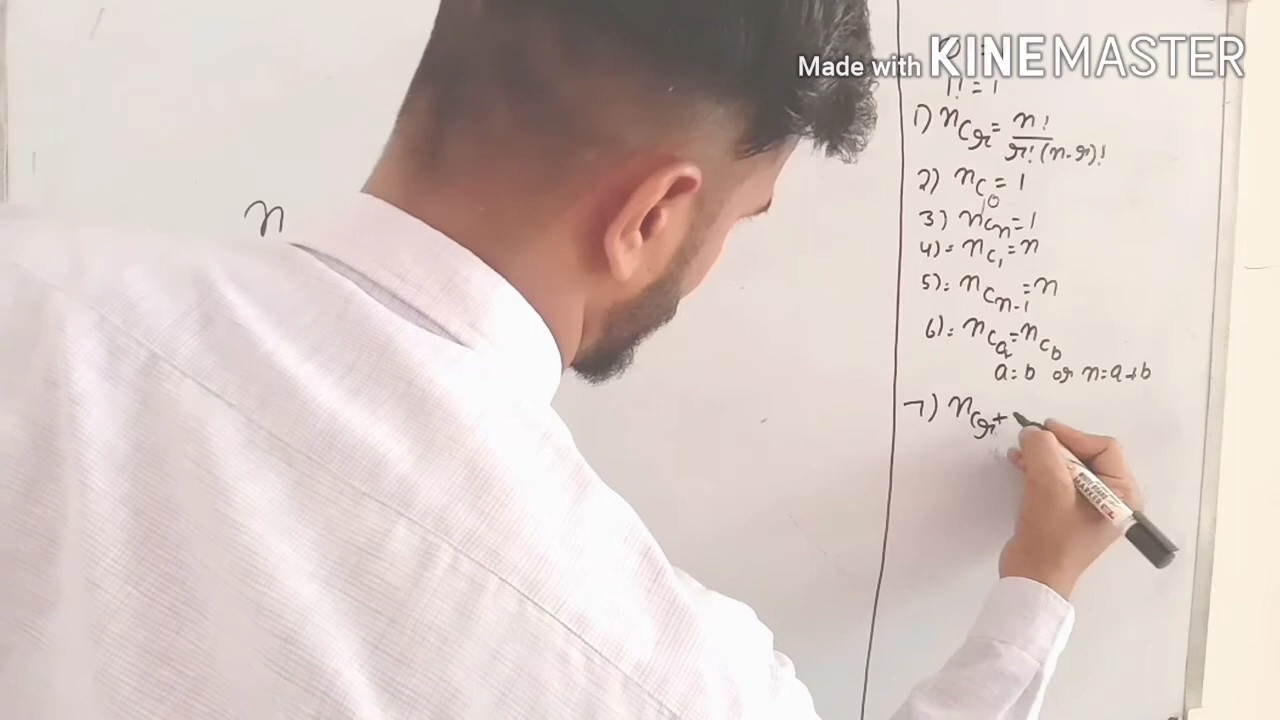 Made with KINEMASTER
1! = 1
1) nCr = n! / r!(n-r)!
2) nC0 = 1
3) nCn = 1
4)= nC1 = n
5)= nCn-1 = n
6)= nCa = nCb
a=b or n=a+b
7) nCr+
n